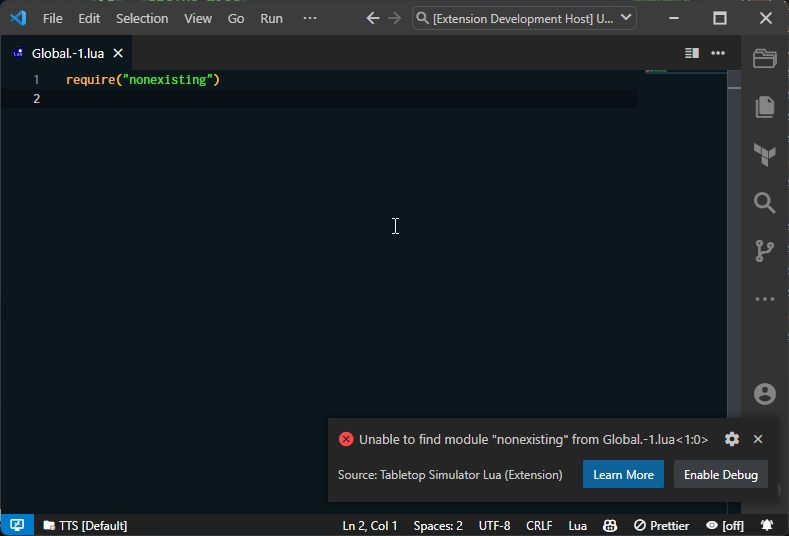 File Edit Selection View Go Run ··· [Extension Development Host] U...
Global.-1.lua
1 require("nonexisting")
2
Unable to find module "nonexisting" from Global.-1.lua<1:0>
Source: Tabletop Simulator Lua (Extension) Learn More Enable Debug
TTS [Default] Ln 2, Col 1 Spaces: 2 UTF-8 CRLF Lua Prettier [off]